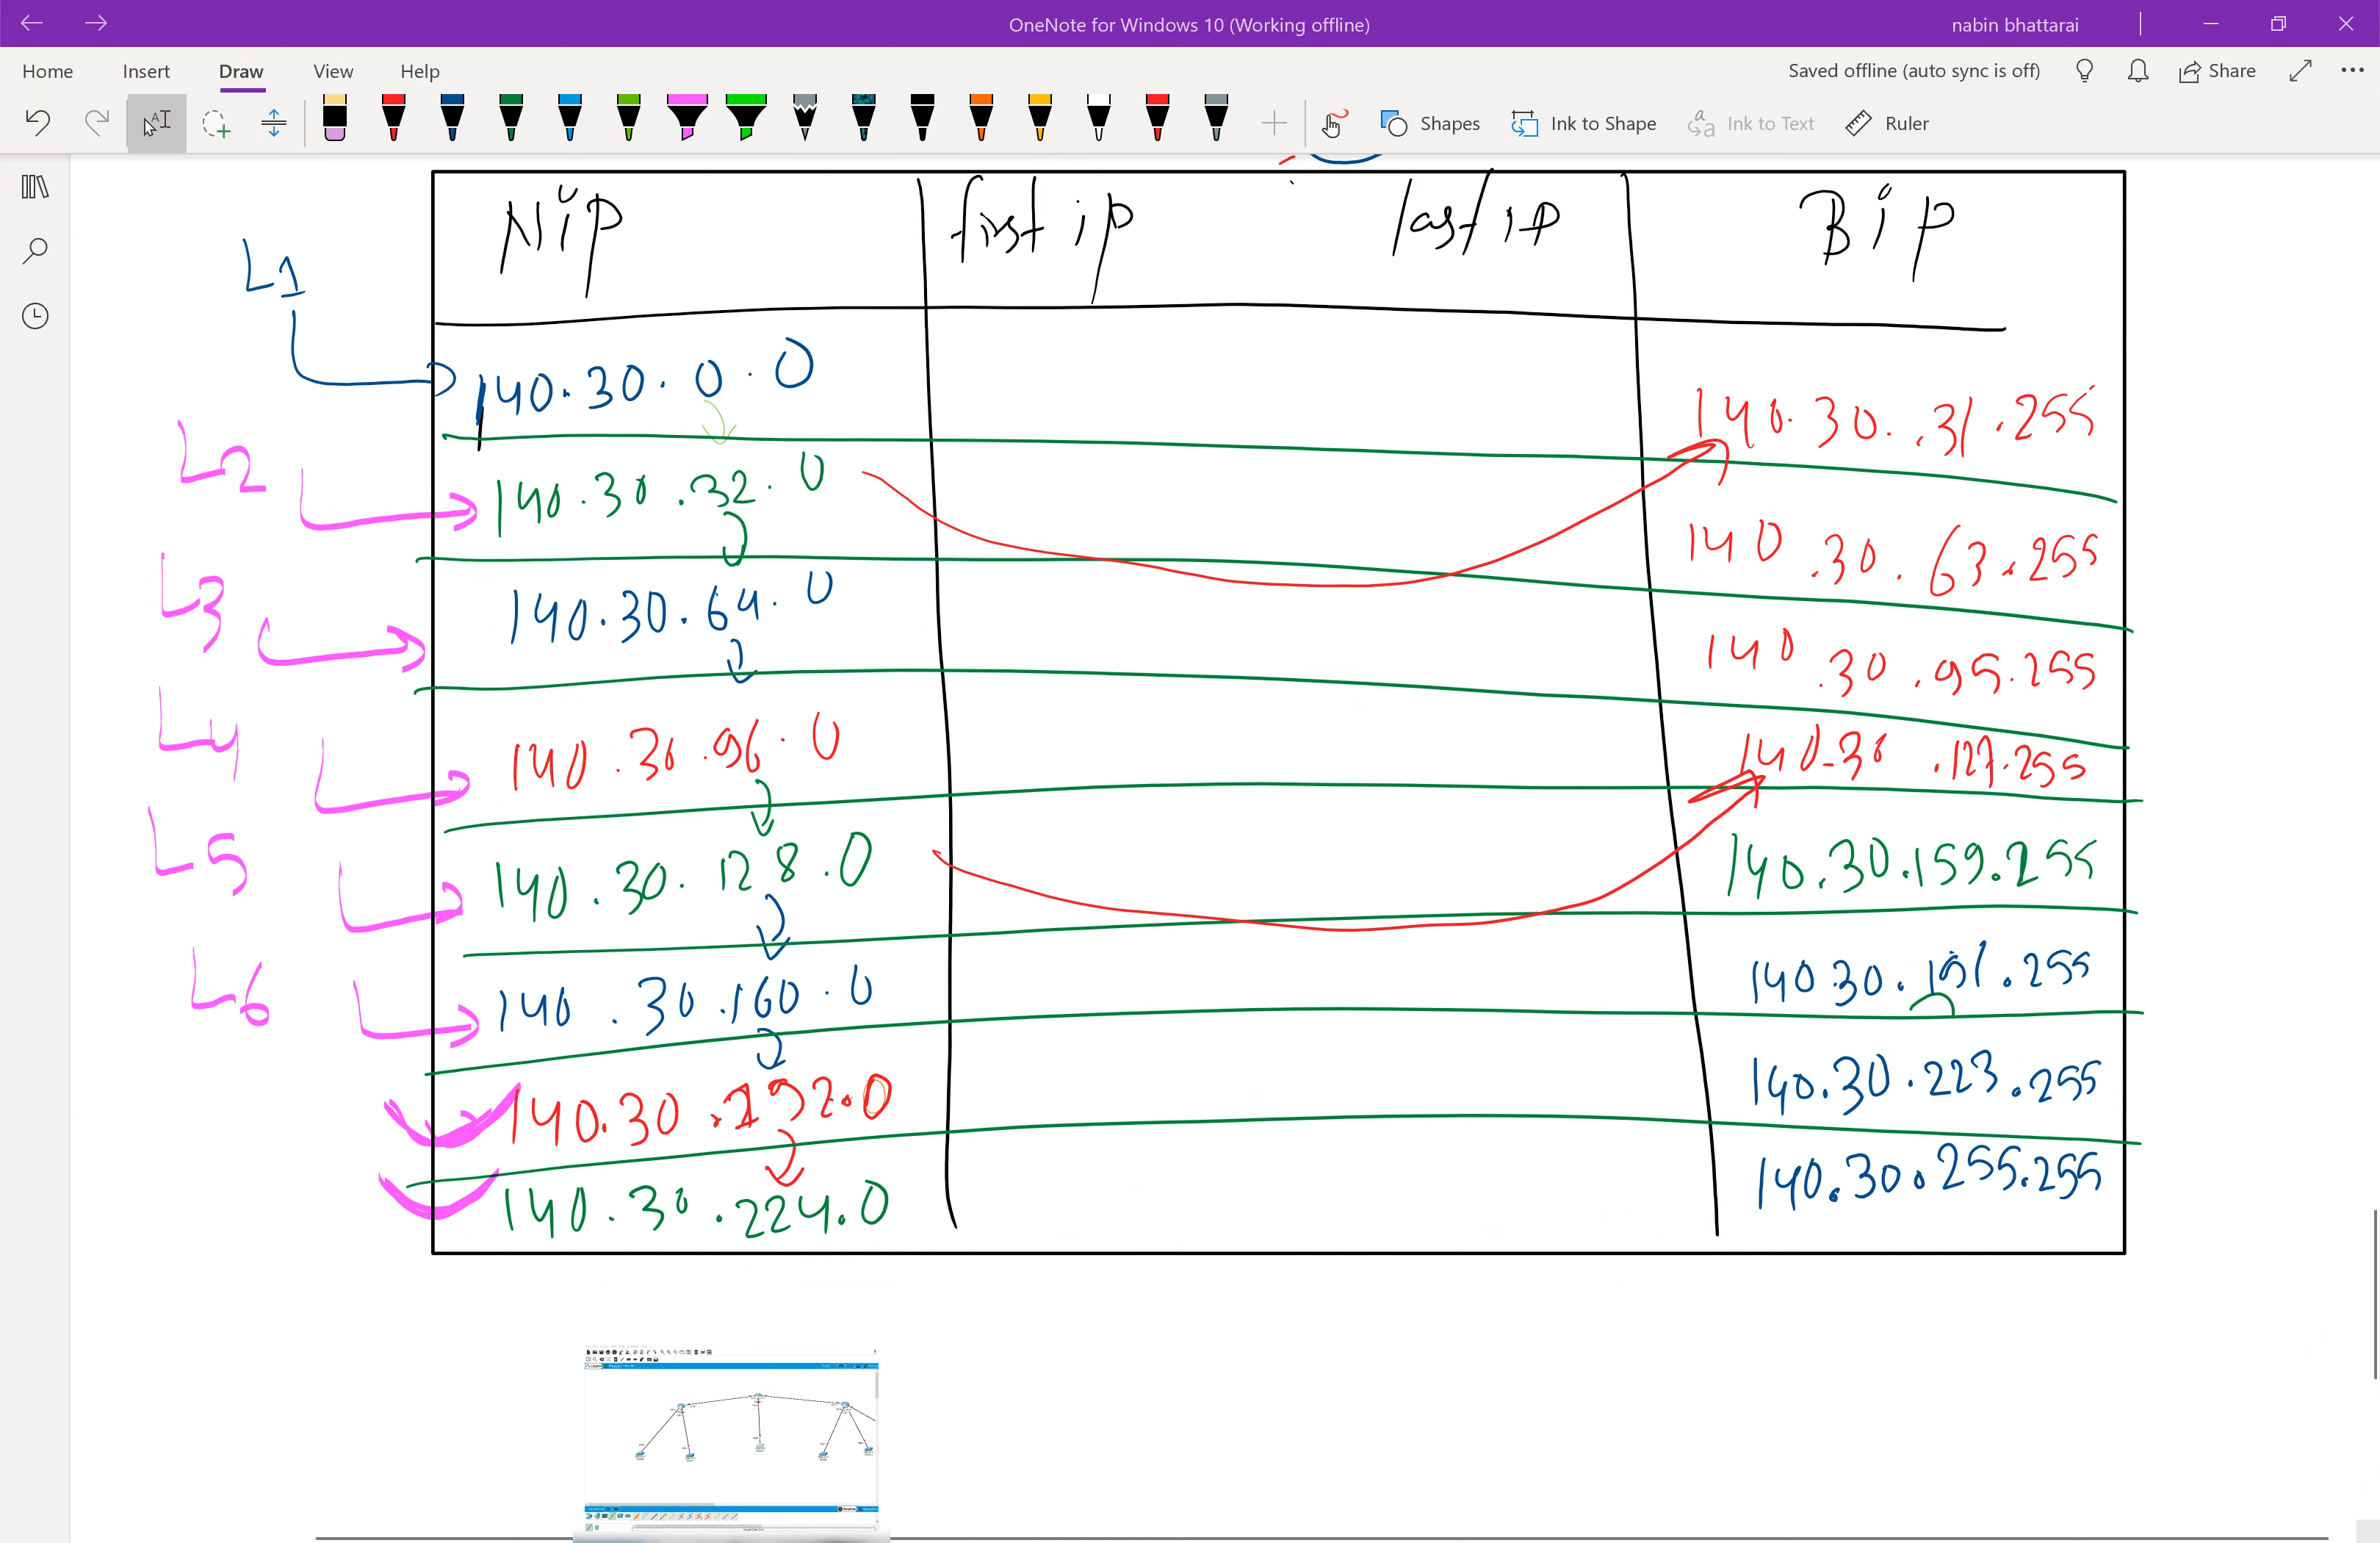 OneNote for Windows 10 (Working offline)
nabin bhattarai
Home Insert Draw View Help
Saved offline (auto sync is off)
Share
Shapes
Ink to Shape
Ink to Text
Ruler
Nip first ip last ip Bip
L1
140.30.0.0
140.30..31.255
L2
140.30.32.0
140.30.63.255
L3
140.30.64.0
140.30.95.255
L4
140.30.96.0
140.30.127.255
L5
140.30.128.0
140.30.159.255
L6
140.30.160.0
140 30.191.255
140.30.192.0
140.30.223.255
140.30.224.0
140.30.255.255